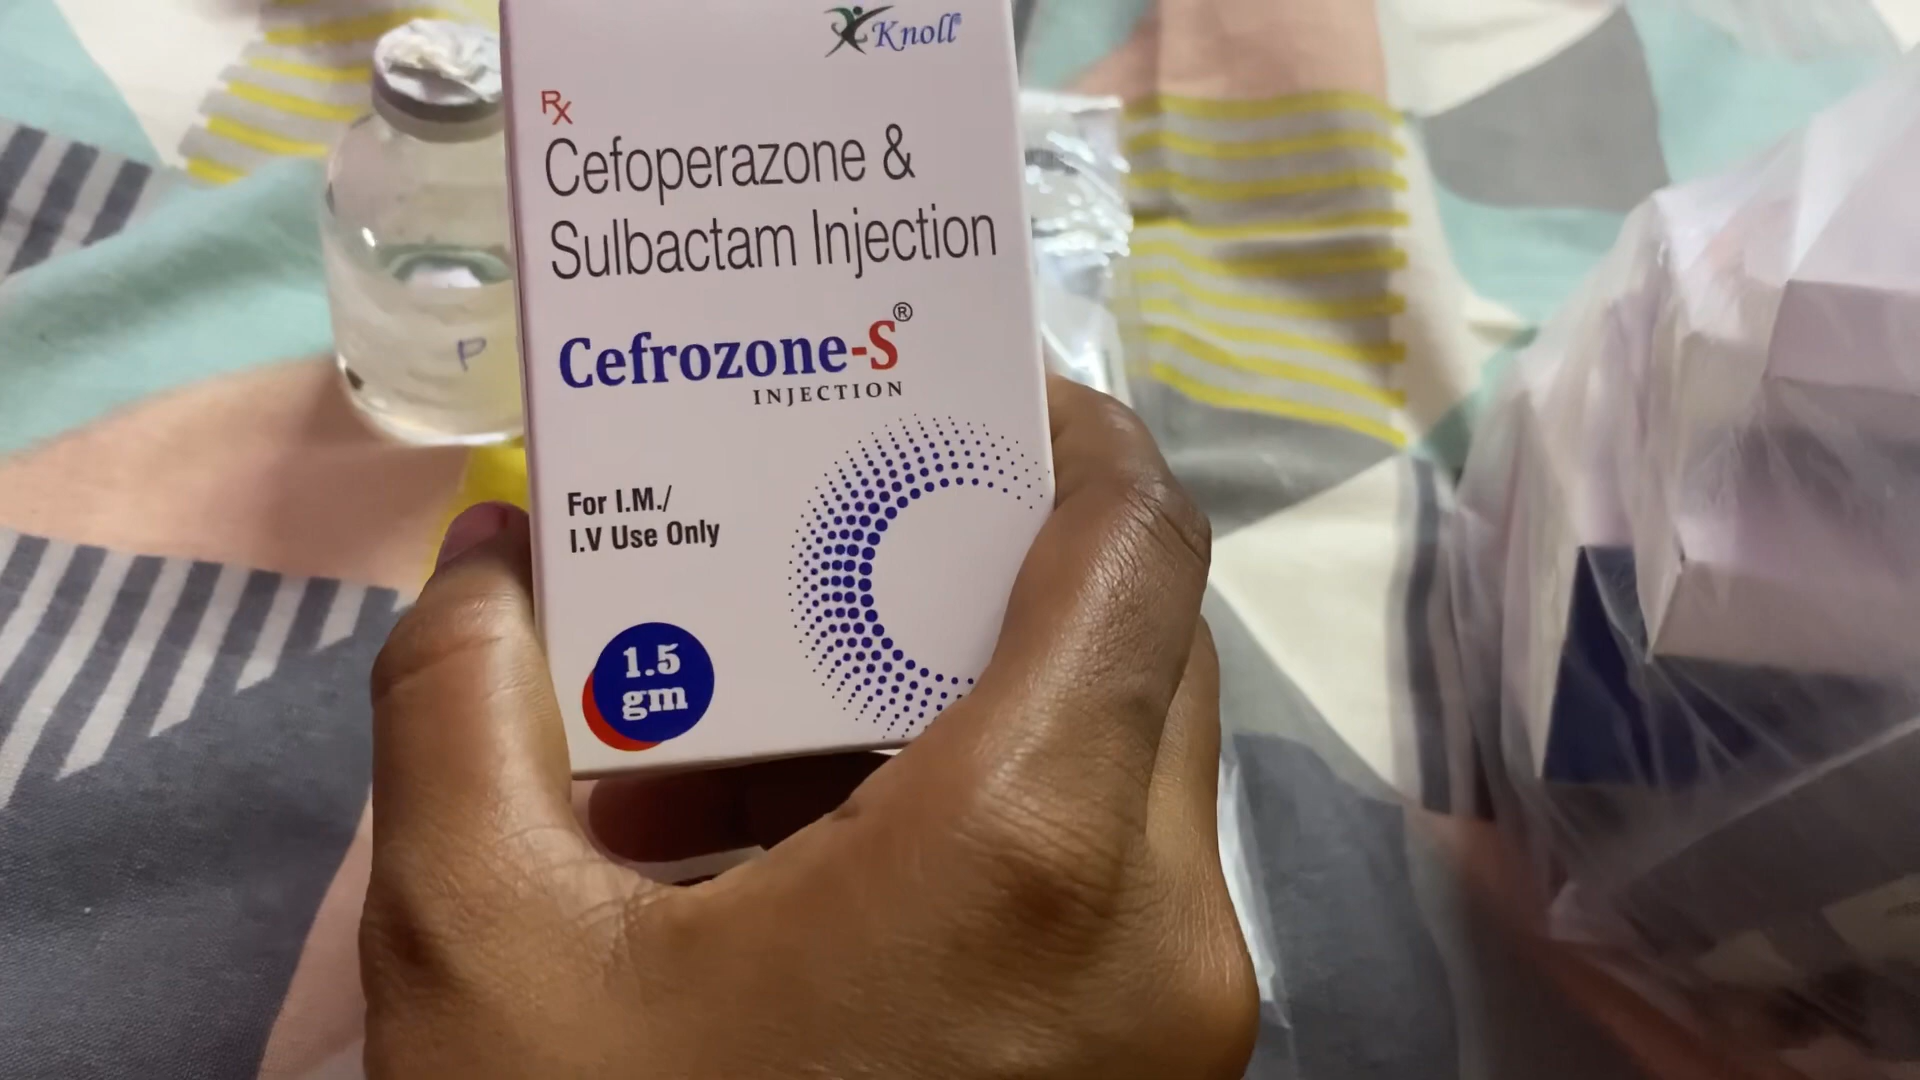 Knoll®
Rx
Cefoperazone &
Sulbactam Injection
Cefrozone-S®
INJECTION
For I.M./
I.V Use Only
1.5
gm
P